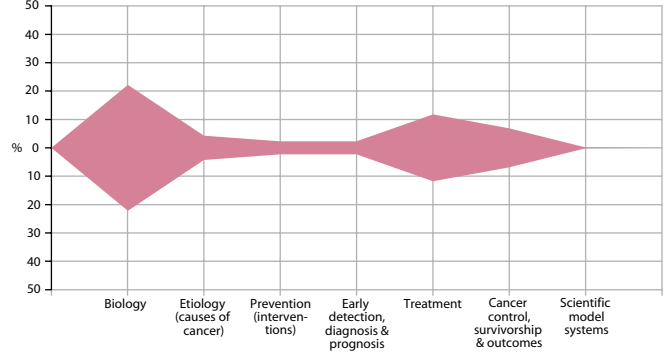 50
40
30
20
10
% 0
10
20
30
40
50
Biology
Etiology
(causes of
cancer)
Prevention
(interven-
tions)
Early
detection,
diagnosis &
prognosis
Treatment
Cancer
control,
survivorship
& outcomes
Scientific
model
systems